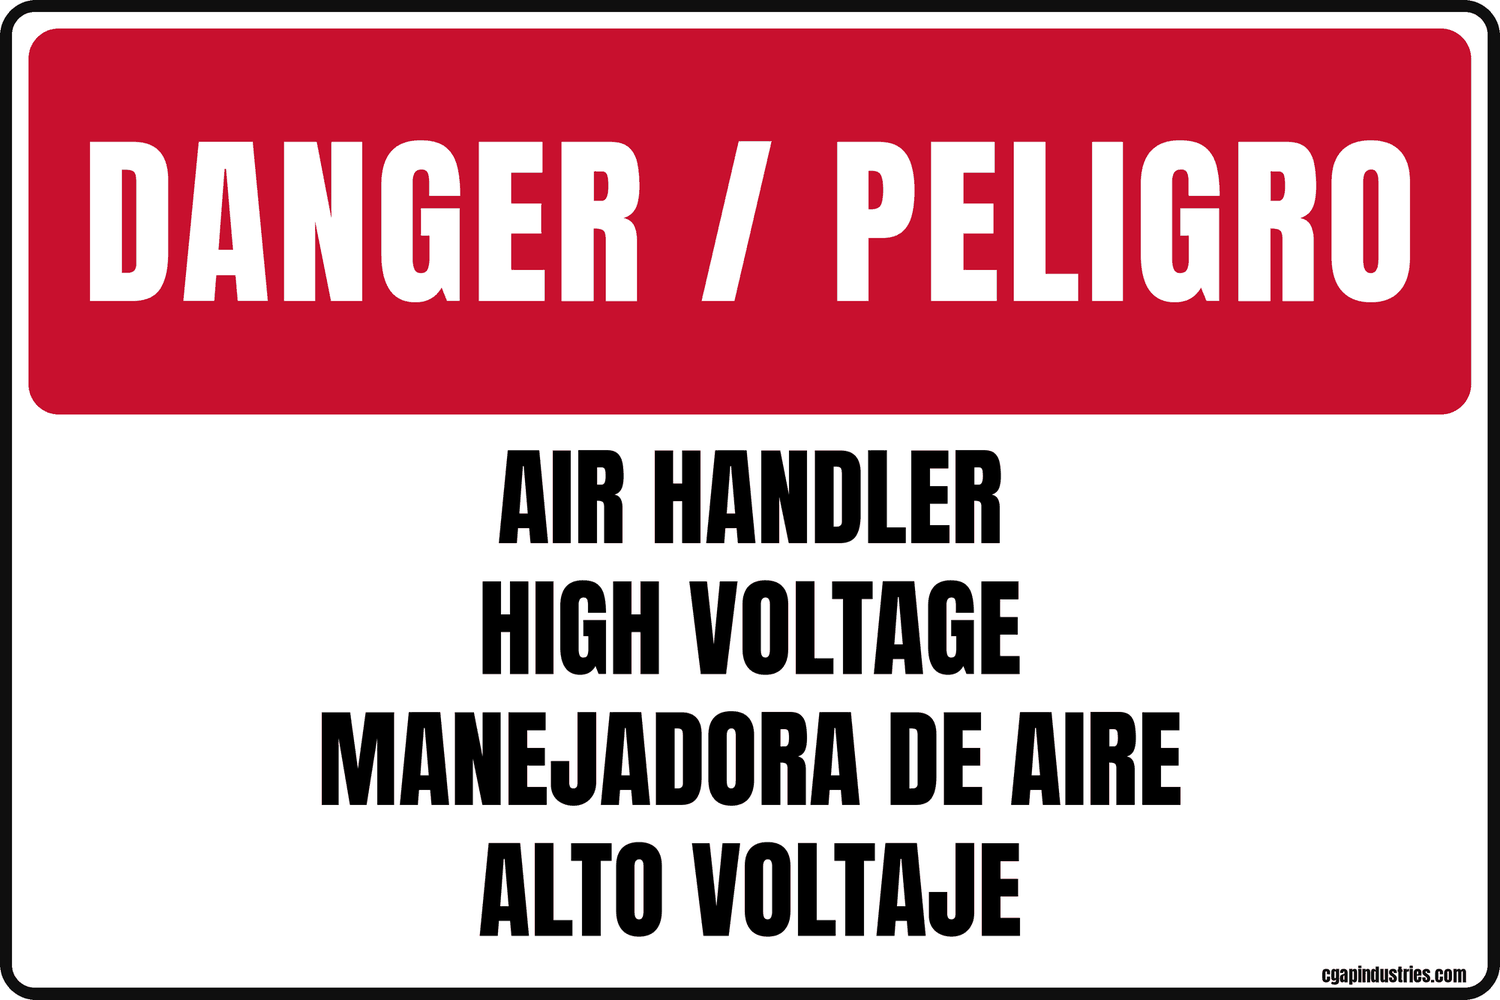 DANGER / PELIGRO
AIR HANDLER
HIGH VOLTAGE
MANEJADORA DE AIRE
ALTO VOLTAJE
cgapindustries.com